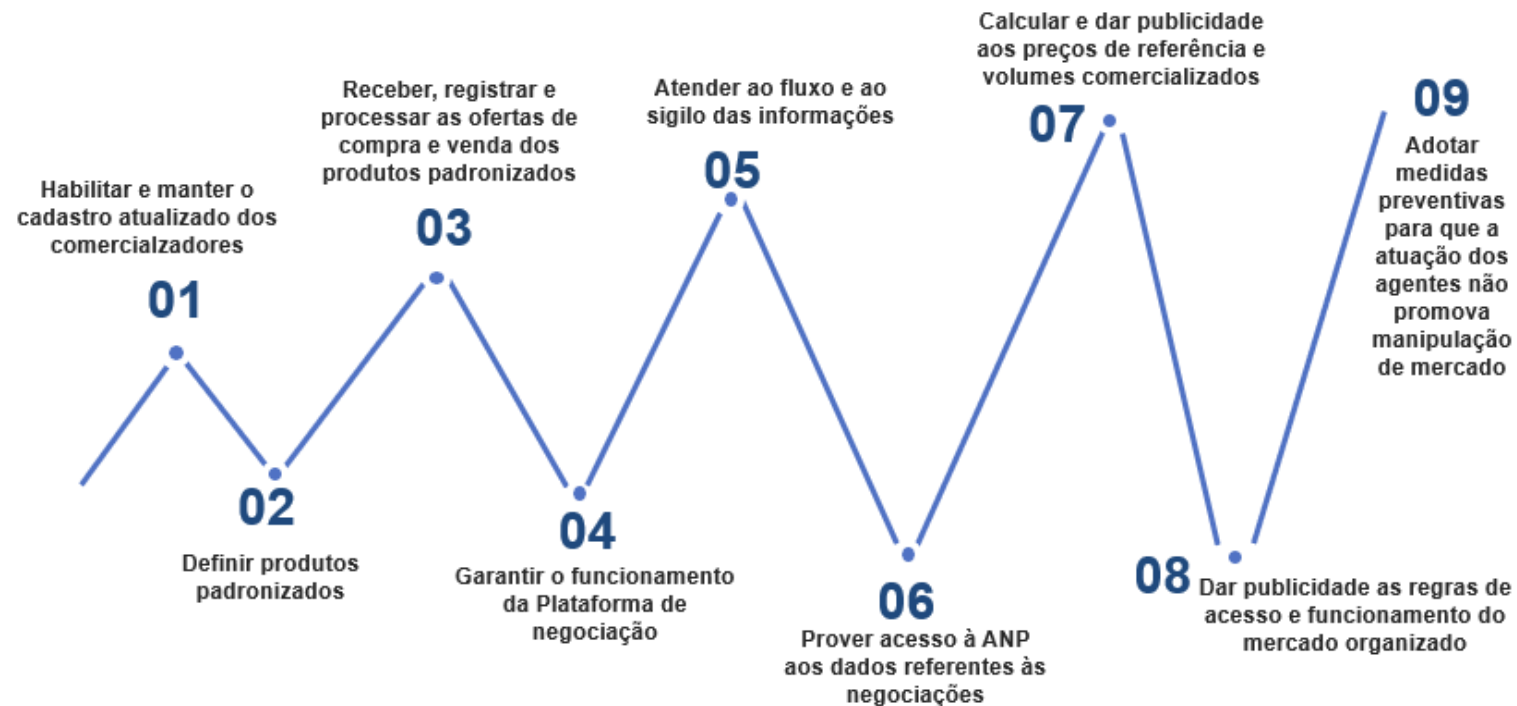 Habilitar e manter o
cadastro atualizado dos
comercialzadores
01
02
Definir produtos
padronizados
Receber, registrar e
processar as ofertas de
compra e venda dos
produtos padronizados
03
04
Garantir o funcionamento
da Plataforma de
negociação
Atender ao fluxo e ao
sigilo das informações
05
06
Prover acesso à ANP
aos dados referentes às
negociações
Calcular e dar publicidade
aos preços de referência e
volumes comercializados
07
08
Dar publicidade as regras de
acesso e funcionamento do
mercado organizado
09
Adotar
medidas
preventivas
para que a
atuação dos
agentes não
promova
manipulação
de mercado